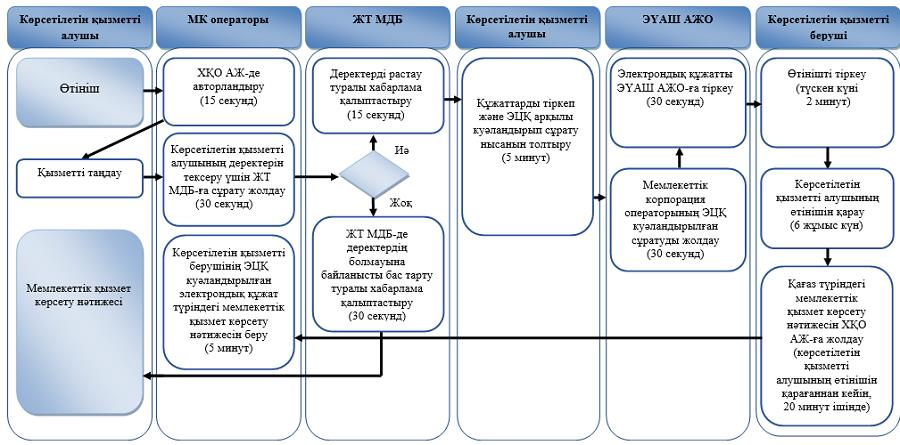 Көрсетілетін қызметті
алушы
МК операторы
ЖТ МДБ
Көрсетілетін қызметті
алушы
ЭҮАШ АЖО
Көрсетілетін қызметті
беруші
Өтініш
Қызметті таңдау
Мемлекеттік қызмет
көрсету нәтижесі
ХҚО АЖ-де
авторландыру
(15 секунд)
Көрсетілетін қызметті
алушының деректерін
тексеру үшін ЖТ
МДБ-ға сұрату жолдау
(30 секунд)
Көрсетілетін қызметті
берушінің ЭЦҚ
куәландырылған
электрондық құжат
түріндегі мемлекеттік
қызмет көрсету
нәтижесін беру
(5 минут)
Деректерді растау
туралы хабарлама
қалыптастыру
(15 секунд)
Иә
Жоқ
ЖТ МДБ-де
деректердің
болмауына
байланысты бас тарту
туралы хабарлама
қалыптастыру
(30 секунд)
Құжаттарды тіркеп
және ЭЦҚ арқылы
куәландырып сұрату
нысанын толтыру
(5 минут)
Электрондық құжатты
ЭҮАШ АЖО-ға тіркеу
(30 секунд)
Мемлекеттік
корпорация
операторының ЭЦҚ
куәландырылған
сұратуды жолдау
(30 секунд)
Өтінішті тіркеу
(түскен күні
2 минут)
Көрсетілетін
қызметті алушының
өтінішін қарау
(6 жұмыс күн)
Қағаз түріндегі
мемлекеттік
қызмет көрсету
нәтижесін ХҚО
АЖ-ға жолдау
(көрсетілетін
қызметті
алушының өтінішін
қарағаннан кейін,
20 минут ішінде)